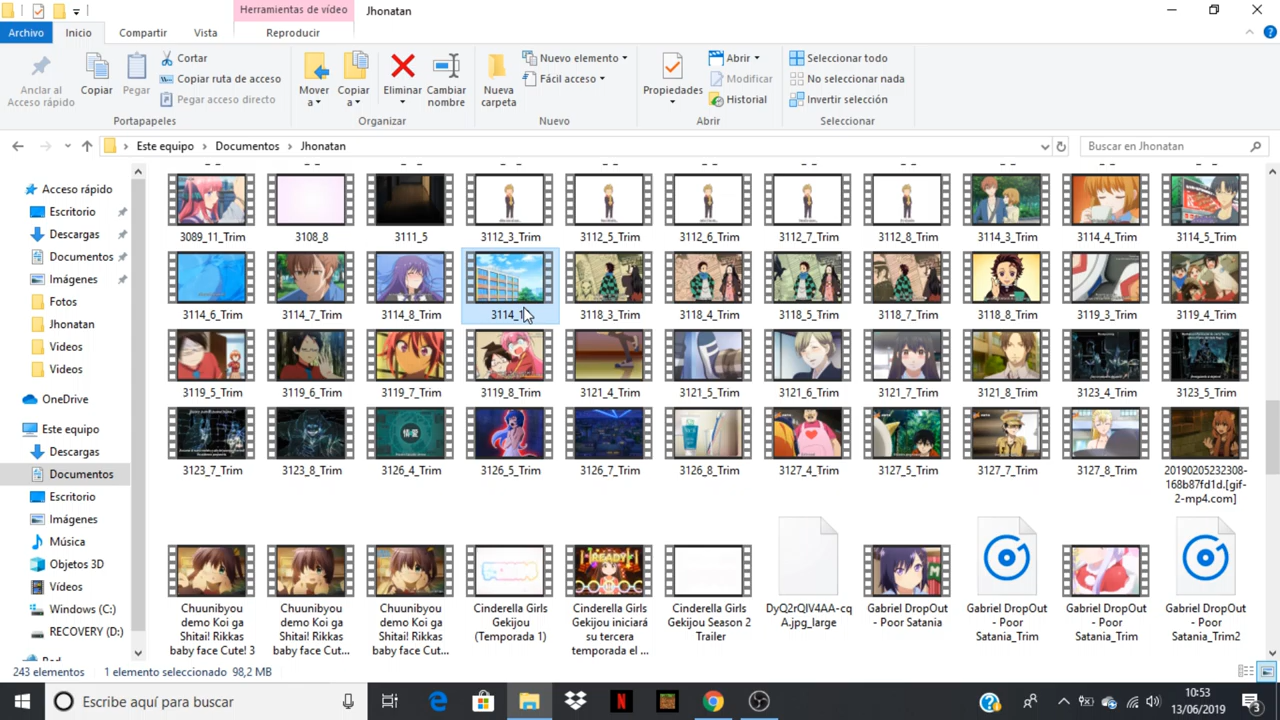 Herramientas de vídeo Jhonatan
Archivo Inicio Compartir Vista Reproducir
Anclar al
Acceso rápido
Copiar
Pegar
Cortar
Copiar ruta de acceso
Pegar acceso directo
Portapapeles
Mover
a
Copiar
a
Eliminar
Cambiar
nombre
Organizar
Nueva
carpeta
Nuevo elemento
Fácil acceso
Nuevo
Propiedades
Abrir
Modificar
Historial
Abrir
Seleccionar todo
No seleccionar nada
Invertir selección
Seleccionar
Este equipo > Documentos > Jhonatan
Buscar en Jhonatan
Acceso rápido
Escritorio
Descargas
Documentos
Imágenes
Fotos
Jhonatan
Videos
Videos
OneDrive
Este equipo
Descargas
Documentos
Escritorio
Imágenes
Música
Objetos 3D
Vídeos
Windows (C:)
RECOVERY (D:)
3089_11_Trim 3108_8 3111_5 3112_3_Trim 3112_5_Trim 3112_6_Trim 3112_7_Trim 3112_8_Trim 3114_3_Trim 3114_4_Trim 3114_5_Trim
3114_6_Trim 3114_7_Trim 3114_8_Trim 3114_1 3118_3_Trim 3118_4_Trim 3118_5_Trim 3118_7_Trim 3118_8_Trim 3119_3_Trim 3119_4_Trim
3119_5_Trim 3119_6_Trim 3119_7_Trim 3119_8_Trim 3121_4_Trim 3121_5_Trim 3121_6_Trim 3121_7_Trim 3121_8_Trim 3123_4_Trim 3123_5_Trim
3123_7_Trim 3123_8_Trim 3126_4_Trim 3126_5_Trim 3126_7_Trim 3126_8_Trim 3127_4_Trim 3127_5_Trim 3127_7_Trim 3127_8_Trim 20190205232308-
168b87fd1d.[gif-
2-mp4.com]
READY
Chuunibyou
demo Koi ga
Shitai! Rikkas
baby face Cute! 3
Chuunibyou
demo Koi ga
Shitai! Rikkas
baby face Cut...
Chuunibyou
demo Koi ga
Shitai! Rikkas
baby face Cut...
Cinderella Girls
Gekijou
(Temporada 1)
Cinderella Girls
Gekijou iniciará
su tercera
temporada el ...
Cinderella Girls
Gekijou Season 2
Trailer
DyQ2rQIV4AA-cq
A.jpg_large
Gabriel DropOut
- Poor Satania
Gabriel DropOut
- Poor
Satania_Trim
Gabriel DropOut
- Poor
Satania_Trim
Gabriel DropOut
- Poor
Satania_Trim2
243 elementos 1 elemento seleccionado 98,2 MB
Escribe aquí para buscar
10:53
13/06/2019
3